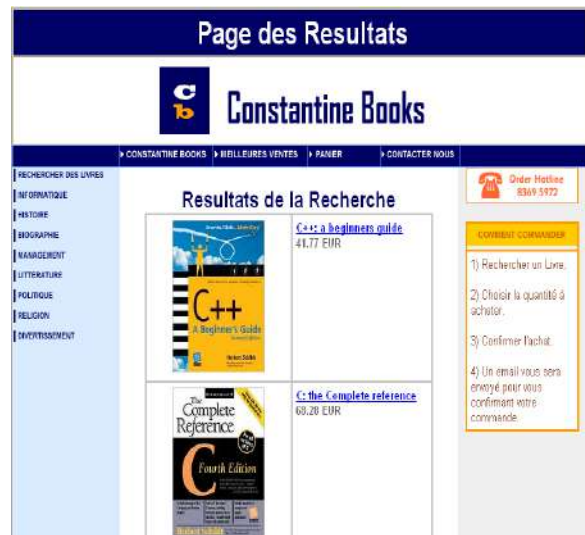 Page des Resultats
c
b
Constantine Books
CONSTANTINE BOOKS
MEILLEURES VENTES
PANIER
CONTACTER NOUS
RECHERCHER DES LIVRES
INFORMATIQUE
HISTOIRE
BIOGRAPHIE
MANAGEMENT
LITTERATURE
POLITIQUE
RELIGION
DIVERTISSEMENT
Resultats de la Recherche
C++
A Beginner's Guide
C++: a beginners guide
41.77 EUR
The
Complete
Reference
C
Fourth Edition
C: the Complete reference
68.28 EUR
Order Hotline
8369 5972
COMMENT COMMANDER
1) Rechercher un Livre.
2) Choisir la quantité à
acheter.
3) Confirmer l'achat.
4) Un email vous sera
envoyé pour vous
confirmant votre
commande.